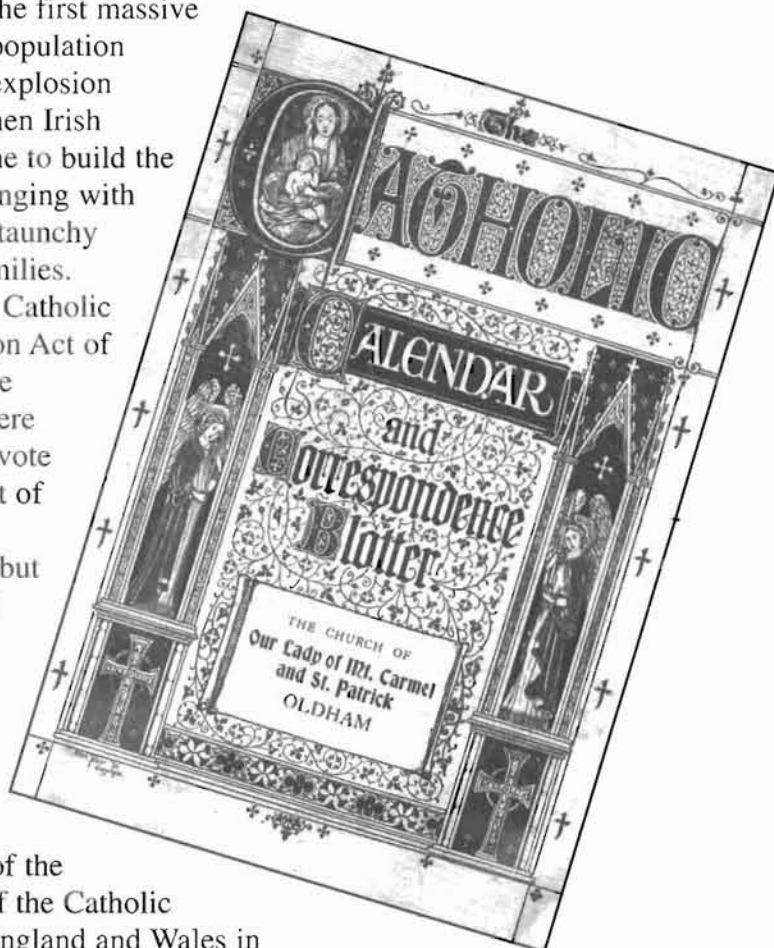 he first massive
population
explosion
hen Irish
ne to build the
nging with
taunchy
nilies.
Catholic
on Act of
e
ere
vote
t of
but
of the
f the Catholic
ngland and Wales in
The
CATHOLIC
CALENDAR
and
Correspondence
Blotter
THE CHURCH OF
Our Lady of Mt. Carmel
and St. Patrick
OLDHAM